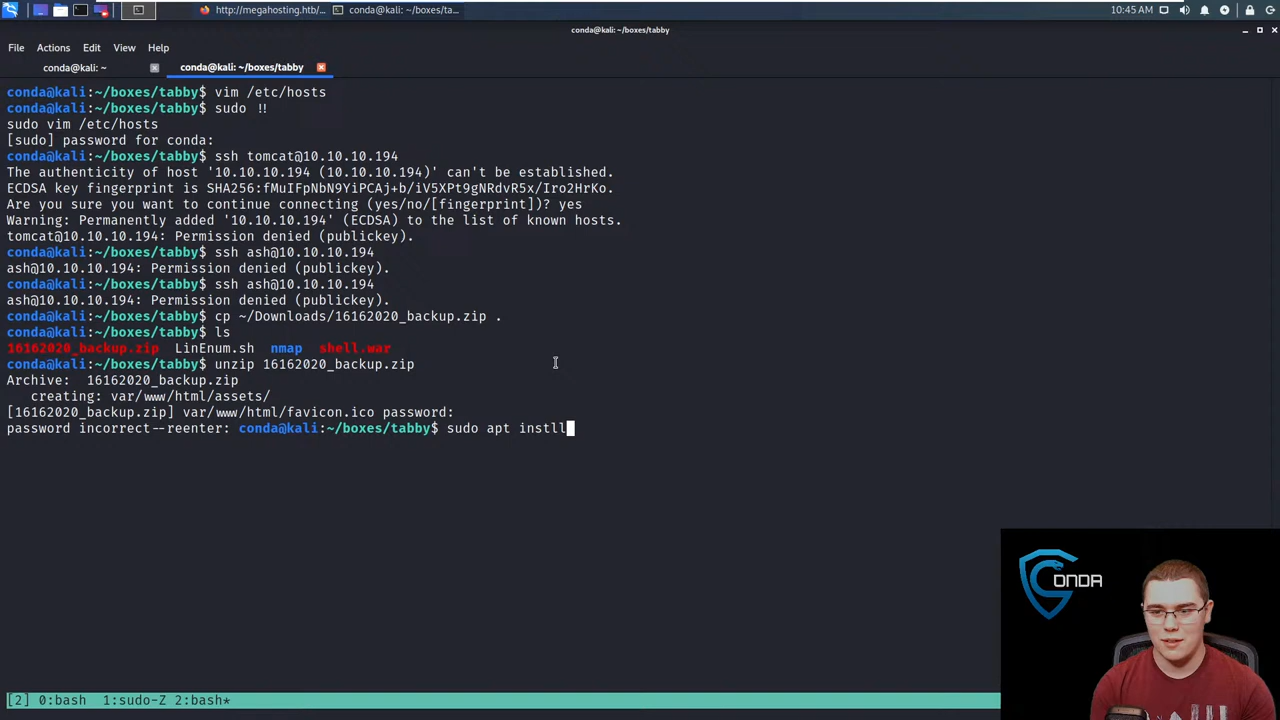 http://megahosting.htb/...
conda@kali: ~/boxes/ta...
10:45 AM
conda@kali: ~/boxes/tabby
File Actions Edit View Help
conda@kali: ~
conda@kali: ~/boxes/tabby
conda@kali:~/boxes/tabby$ vim /etc/hosts
conda@kali:~/boxes/tabby$ sudo !!
sudo vim /etc/hosts
[sudo] password for conda:
conda@kali:~/boxes/tabby$ ssh tomcat@10.10.10.194
The authenticity of host '10.10.10.194 (10.10.10.194)' can't be established.
ECDSA key fingerprint is SHA256:fMuIFpNbN9YiPCAj+b/iV5XPt9gNRdvR5x/Iro2HrKo.
Are you sure you want to continue connecting (yes/no/[fingerprint])? yes
Warning: Permanently added '10.10.10.194' (ECDSA) to the list of known hosts.
tomcat@10.10.10.194: Permission denied (publickey).
conda@kali:~/boxes/tabby$ ssh ash@10.10.10.194
ash@10.10.10.194: Permission denied (publickey).
conda@kali:~/boxes/tabby$ ssh ash@10.10.10.194
ash@10.10.10.194: Permission denied (publickey).
conda@kali:~/boxes/tabby$ cp ~/Downloads/16162020_backup.zip .
conda@kali:~/boxes/tabby$ ls
16162020_backup.zip LinEnum.sh nmap shell.war
conda@kali:~/boxes/tabby$ unzip 16162020_backup.zip
Archive: 16162020_backup.zip
creating: var/www/html/assets/
[16162020_backup.zip] var/www/html/favicon.ico password:
password incorrect--reenter: conda@kali:~/boxes/tabby$ sudo apt instll
CONDA
[2] 0:bash 1:sudo-Z 2:bash*